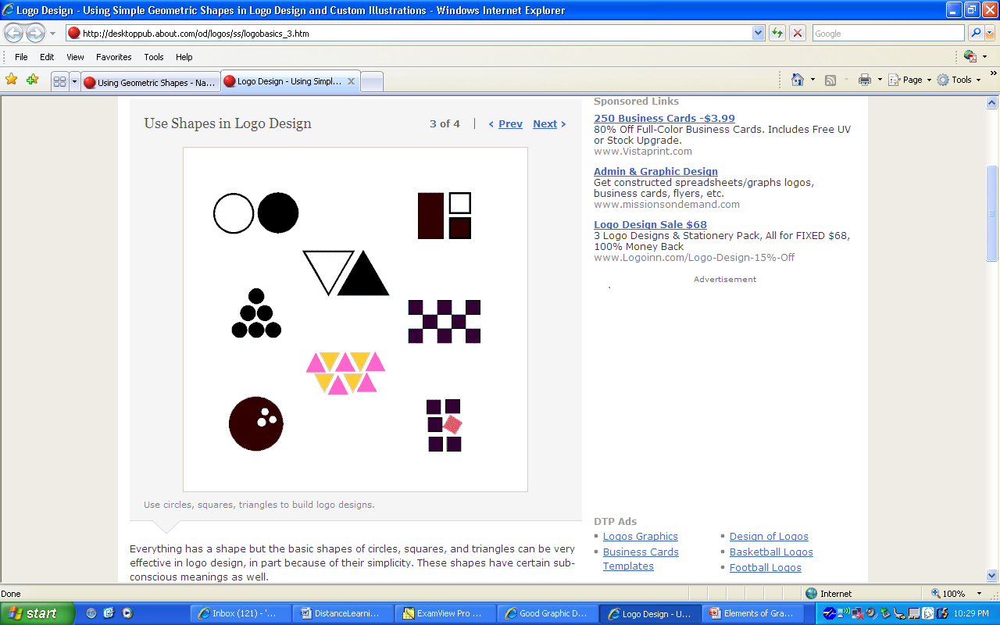 Logo Design - Using Simple Geometric Shapes in Logo Design and Custom Illustrations - Windows Internet Explorer
http://desktoppub.about.com/od/logos/ss/logobasics_3.htm
Google
File Edit View Favorites Tools Help
Using Geometric Shapes - Na...
Logo Design - Using Simpl...
Page Tools
Use Shapes in Logo Design
3 of 4 | ‹ Prev Next ›
Use circles, squares, triangles to build logo designs.
Everything has a shape but the basic shapes of circles, squares, and triangles can be very
effective in logo design, in part because of their simplicity. These shapes have certain sub-
conscious meanings as well.
Sponsored Links
250 Business Cards -$3.99
80% Off Full-Color Business Cards. Includes Free UV
or Stock Upgrade.
www.Vistaprint.com
Admin & Graphic Design
Get constructed spreadsheets/graphs logos,
business cards, flyers, etc.
www.missionsondemand.com
Logo Design Sale $68
3 Logo Designs & Stationery Pack, All for FIXED $68,
100% Money Back
www.Logoinn.com/Logo-Design-15%-Off
Advertisement
.
DTP Ads
• Logos Graphics
• Business Cards
Templates
• Design of Logos
• Basketball Logos
• Football Logos
Done
Internet
100%
start
Inbox (121) - '...
DistanceLearni...
ExamView Pro ...
Good Graphic D...
Logo Design - U...
Elements of Gra...
10:29 PM